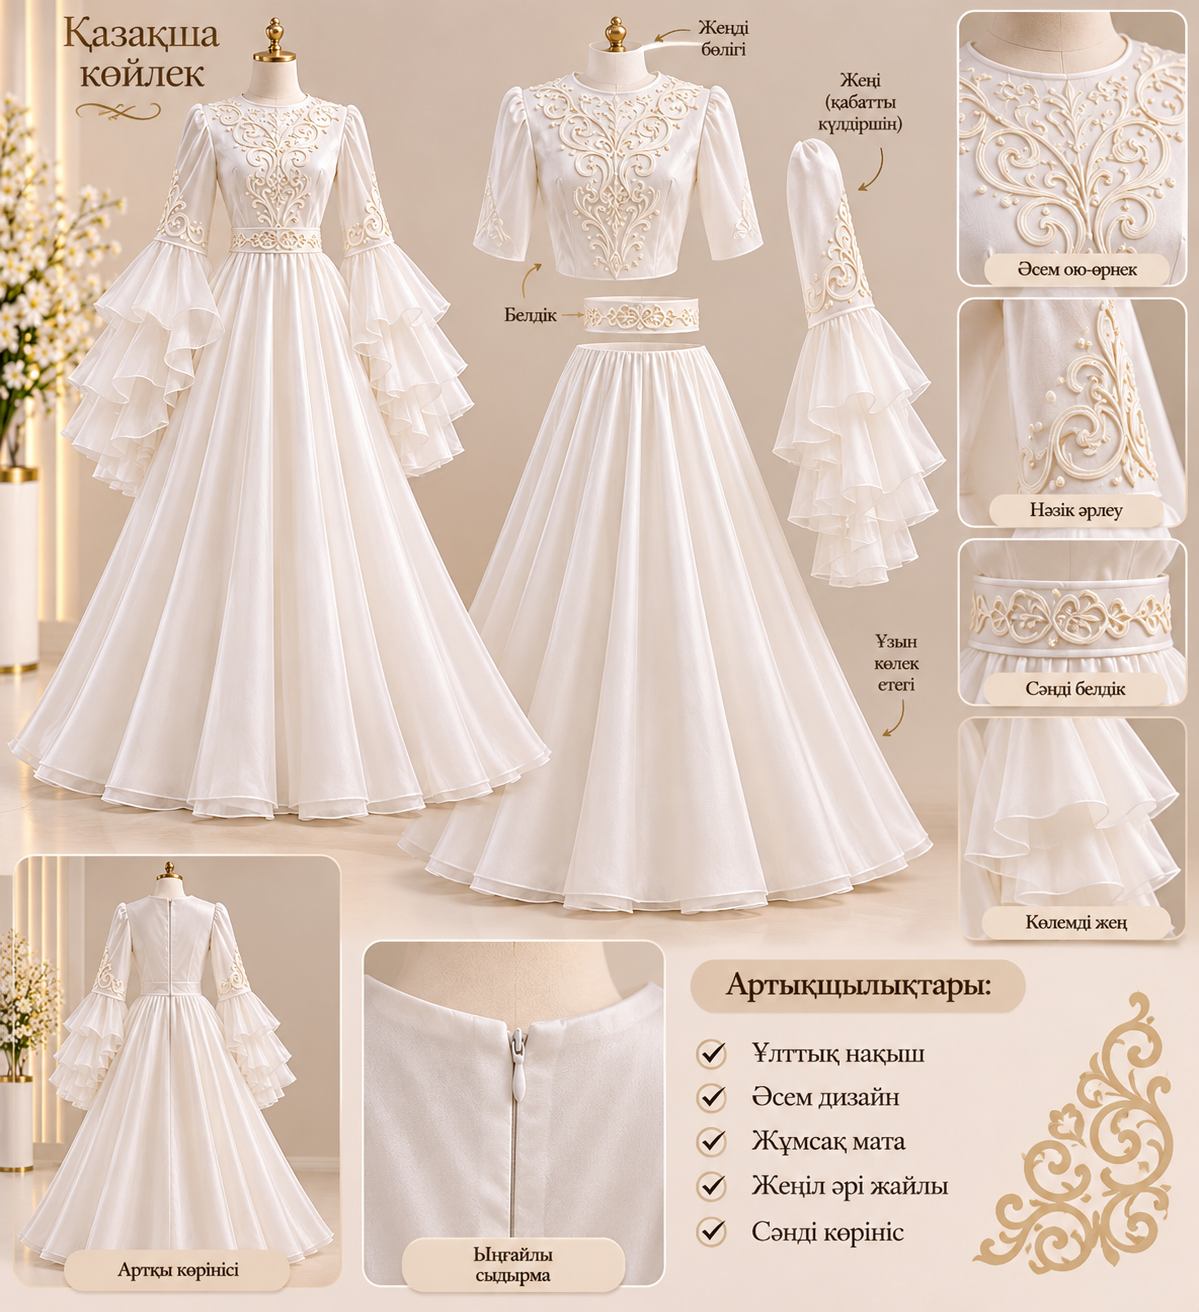 Қазақша
көйлек
Жеңді
бөлігі
Жеңі
(қабатты
күлдіршін)
Белдік
Ұзын
көлек
етегі
Әсем ою-өрнек
Нәзік әрлеу
Сәнді белдік
Көлемді жең
Артқы көрінісі
Ыңғайлы
сыдырма
Артықшылықтары:
Ұлттық нақыш
Әсем дизайн
Жұмсақ мата
Жеңіл әрі жайлы
Сәнді көрініс